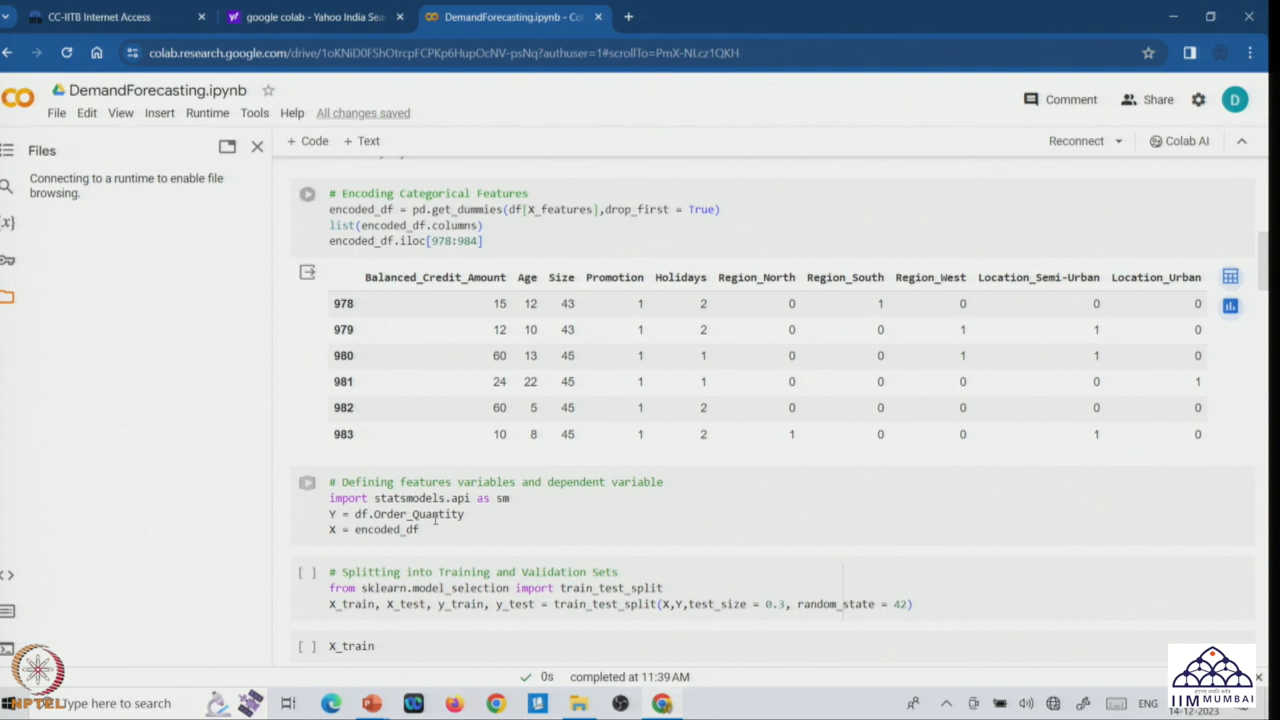 CC-IITB Internet Access
google colab - Yahoo India Sea
DemandForecasting.ipynb - Co
colab.research.google.com/drive/1oKNiD0FShOtrcpFCPKp6HupOcNV-psNq?authuser=1#scrollTo=PmX-NLcz1QKH
DemandForecasting.ipynb
Comment
Share
D
File Edit View Insert Runtime Tools Help All changes saved
Files
+ Code + Text
Reconnect
Colab AI
Connecting to a runtime to enable file
browsing.
# Encoding Categorical Features
encoded_df = pd.get_dummies(df[X_features],drop_first = True)
list(encoded_df.columns)
encoded_df.iloc[978:984]
Balanced_Credit_Amount Age Size Promotion Holidays Region_North Region_South Region_West Location_Semi-Urban Location_Urban
978 15 12 43 1 2 0 1 0 0 0
979 12 10 43 1 2 0 0 1 1 0
980 60 13 45 1 1 0 0 1 1 0
981 24 22 45 1 1 0 0 0 0 1
982 60 5 45 1 2 0 0 0 0 0
983 10 8 45 1 2 1 0 0 1 0
# Defining features variables and dependent variable
import statsmodels.api as sm
Y = df.Order_Quantity
X = encoded_df
[ ] # Splitting into Training and Validation Sets
from sklearn.model_selection import train_test_split
X_train, X_test, y_train, y_test = train_test_split(X,Y,test_size = 0.3, random_state = 42)
[ ] X_train
0s completed at 11:39 AM
Type here to search
ENG
14-12-2023
NPTEL
IIM MUMBAI